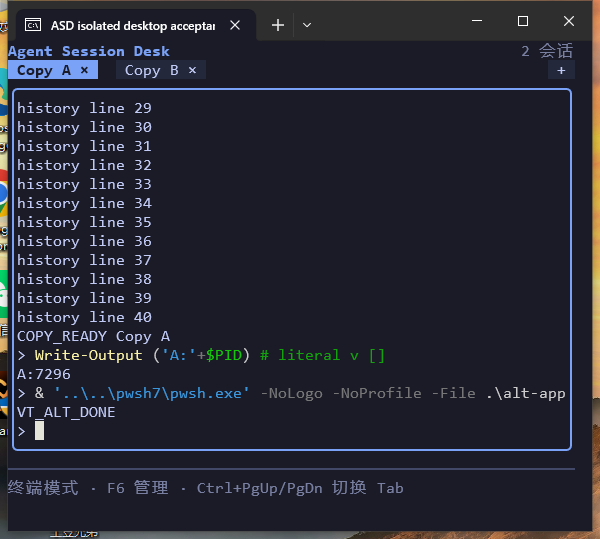 ASD isolated desktop acceptar
Agent Session Desk 2 会话
Copy A × Copy B × +
history line 29
history line 30
history line 31
history line 32
history line 33
history line 34
history line 35
history line 36
history line 37
history line 38
history line 39
history line 40
COPY_READY Copy A
> Write-Output ('A:'+$PID) # literal v []
A:7296
> & '..\..\pwsh7\pwsh.exe' -NoLogo -NoProfile -File .\alt-app
VT_ALT_DONE
>
终端模式 · F6 管理 · Ctrl+PgUp/PgDn 切换 Tab